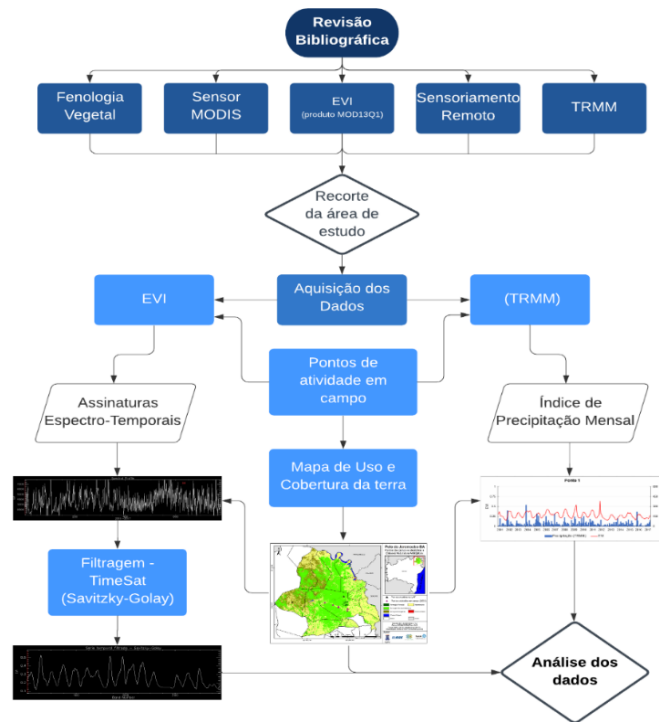 Revisão
Bibliográfica
Fenologia
Vegetal
Sensor
MODIS
EVI
(produto MOD13Q1)
Sensoriamento
Remoto
TRMM
Recorte
da área de
estudo
EVI
Aquisição dos
Dados
(TRMM)
Pontos de
atividade em
campo
Assinaturas
Espectro-Temporais
Índice de
Precipitação Mensal
Mapa de Uso e
Cobertura da terra
Ponto 1
Filtragem -
TimeSat
(Savitzky-Golay)
Análise dos
dados